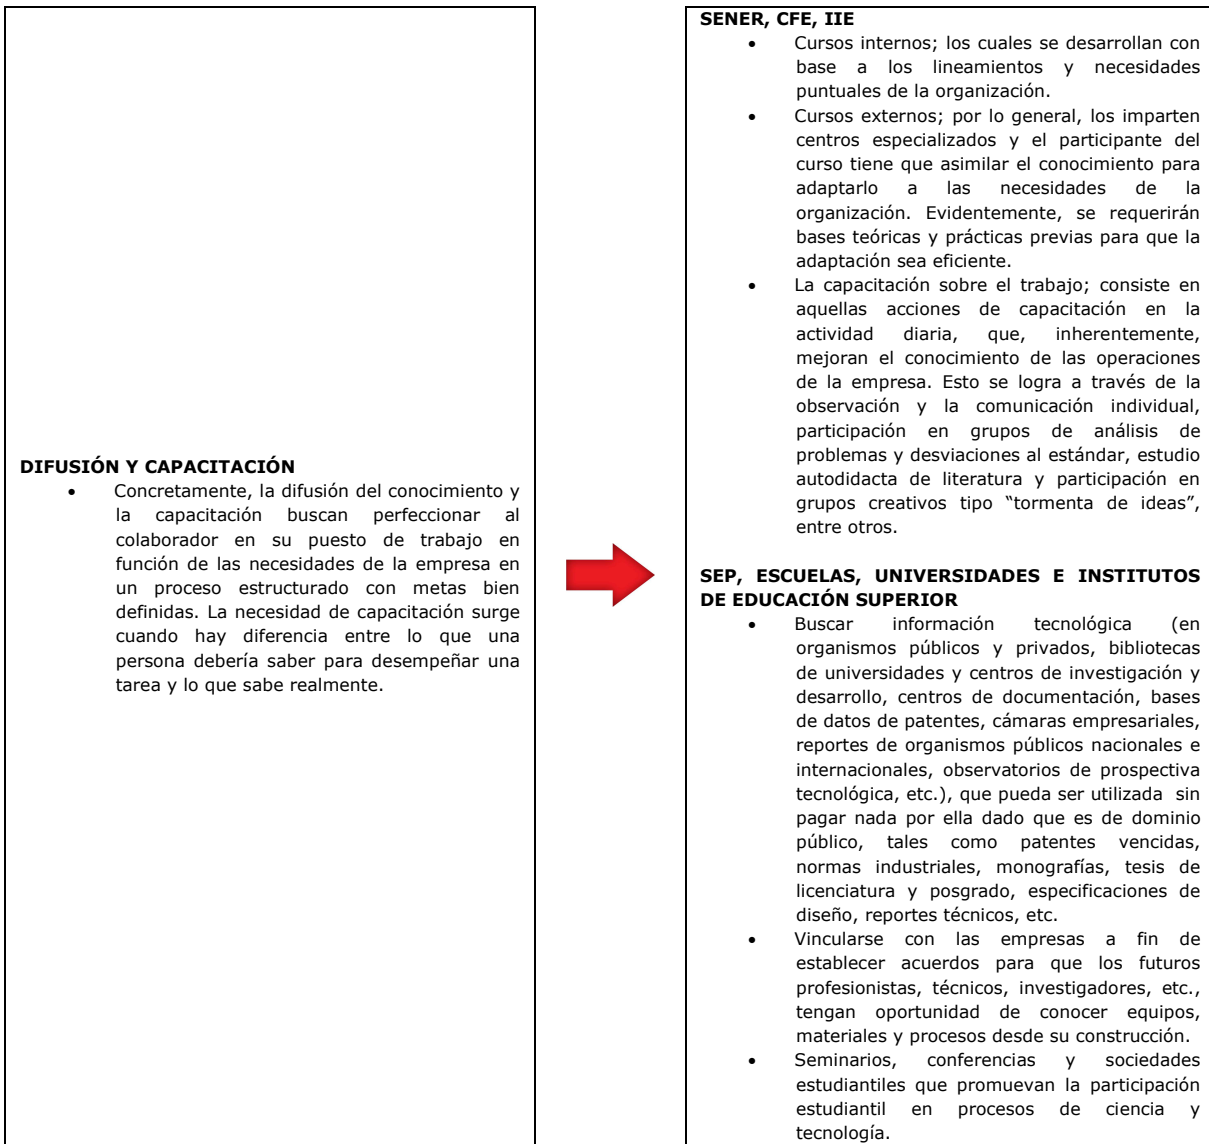 DIFUSIÓN Y CAPACITACIÓN
• Concretamente, la difusión del conocimiento y
la capacitación buscan perfeccionar al
colaborador en su puesto de trabajo en
función de las necesidades de la empresa en
un proceso estructurado con metas bien
definidas. La necesidad de capacitación surge
cuando hay diferencia entre lo que una
persona debería saber para desempeñar una
tarea y lo que sabe realmente.
SENER, CFE, IIE
• Cursos internos; los cuales se desarrollan con
base a los lineamientos y necesidades
puntuales de la organización.
• Cursos externos; por lo general, los imparten
centros especializados y el participante del
curso tiene que asimilar el conocimiento para
adaptarlo a las necesidades de la
organización. Evidentemente, se requerirán
bases teóricas y prácticas previas para que la
adaptación sea eficiente.
• La capacitación sobre el trabajo; consiste en
aquellas acciones de capacitación en la
actividad diaria, que, inherentemente,
mejoran el conocimiento de las operaciones
de la empresa. Esto se logra a través de la
observación y la comunicación individual,
participación en grupos de análisis de
problemas y desviaciones al estándar, estudio
autodidacta de literatura y participación en
grupos creativos tipo “tormenta de ideas”,
entre otros.
SEP, ESCUELAS, UNIVERSIDADES E INSTITUTOS
DE EDUCACIÓN SUPERIOR
• Buscar información tecnológica (en
organismos públicos y privados, bibliotecas
de universidades y centros de investigación y
desarrollo, centros de documentación, bases
de datos de patentes, cámaras empresariales,
reportes de organismos públicos nacionales e
internacionales, observatorios de prospectiva
tecnológica, etc.), que pueda ser utilizada sin
pagar nada por ella dado que es de dominio
público, tales como patentes vencidas,
normas industriales, monografías, tesis de
licenciatura y posgrado, especificaciones de
diseño, reportes técnicos, etc.
• Vincularse con las empresas a fin de
establecer acuerdos para que los futuros
profesionistas, técnicos, investigadores, etc.,
tengan oportunidad de conocer equipos,
materiales y procesos desde su construcción.
• Seminarios, conferencias y sociedades
estudiantiles que promuevan la participación
estudiantil en procesos de ciencia y
tecnología.